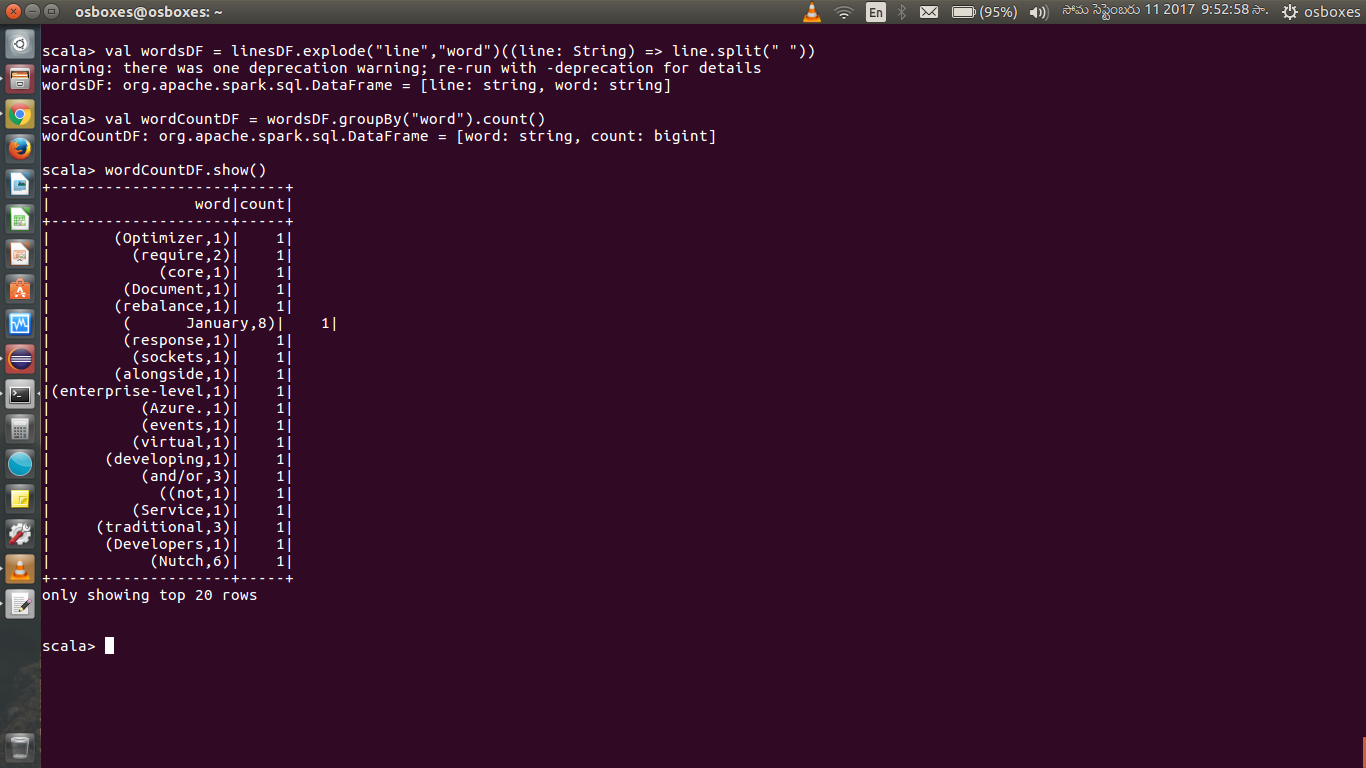 osboxes@osboxes: ~
En
(95%)
సోమ సెప్టెంబరు 11 2017 9:52:58 సా.
osboxes
scala> val wordsDF = linesDF.explode("line","word")((line: String) => line.split(" "))
warning: there was one deprecation warning; re-run with -deprecation for details
wordsDF: org.apache.spark.sql.DataFrame = [line: string, word: string]

scala> val wordCountDF = wordsDF.groupBy("word").count()
wordCountDF: org.apache.spark.sql.DataFrame = [word: string, count: bigint]

scala> wordCountDF.show()
+--------------------+-----+
|                word|count|
+--------------------+-----+
|       (Optimizer,1)|    1|
|         (require,2)|    1|
|            (core,1)|    1|
|        (Document,1)|    1|
|       (rebalance,1)|    1|
|        (      January,8)|    1|
|        (response,1)|    1|
|         (sockets,1)|    1|
|       (alongside,1)|    1|
|(enterprise-level,1)|    1|
|          (Azure.,1)|    1|
|          (events,1)|    1|
|         (virtual,1)|    1|
|      (developing,1)|    1|
|          (and/or,3)|    1|
|            ((not,1)|    1|
|         (Service,1)|    1|
|     (traditional,3)|    1|
|      (Developers,1)|    1|
|           (Nutch,6)|    1|
+--------------------+-----+
only showing top 20 rows

scala>